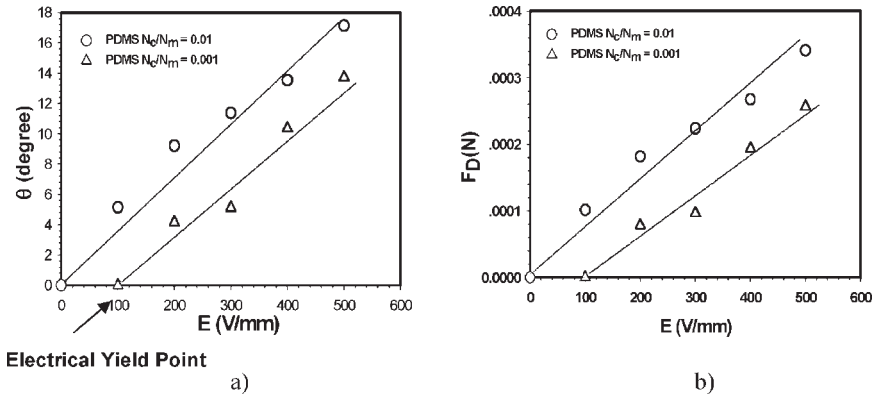 18
16
14
12
10
8
6
4
2
0
θ (degree)
PDMS Nc/Nm = 0.01
PDMS Nc/Nm = 0.001
0 100 200 300 400 500 600
E (V/mm)
Electrical Yield Point
a)
.0004
.0003
.0002
.0001
0.0000
FD(N)
PDMS Nc/Nm = 0.01
PDMS Nc/Nm = 0.001
0 100 200 300 400 500 600
E (V/mm)
b)